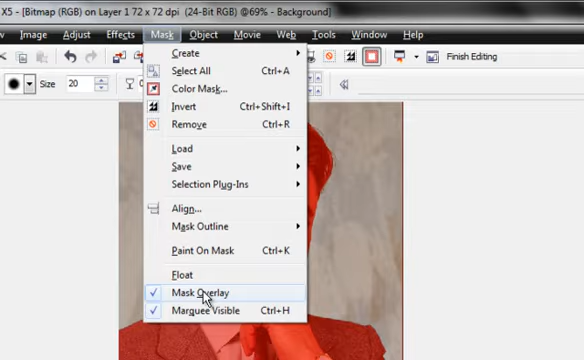 X5 - [Bitmap (RGB) on Layer 1 72 x 72 dpi (24-Bit RGB) @69% - Background]
Image Adjust Effects Mask Object Movie Web Tools Window Help
Finish Editing
Size 20
Create
Select All Ctrl+A
Color Mask...
Invert Ctrl+Shift+I
Remove Ctrl+R
Load
Save
Selection Plug-Ins
Align...
Mask Outline
Paint On Mask Ctrl+K
Float
Mask Overlay
Marquee Visible Ctrl+H